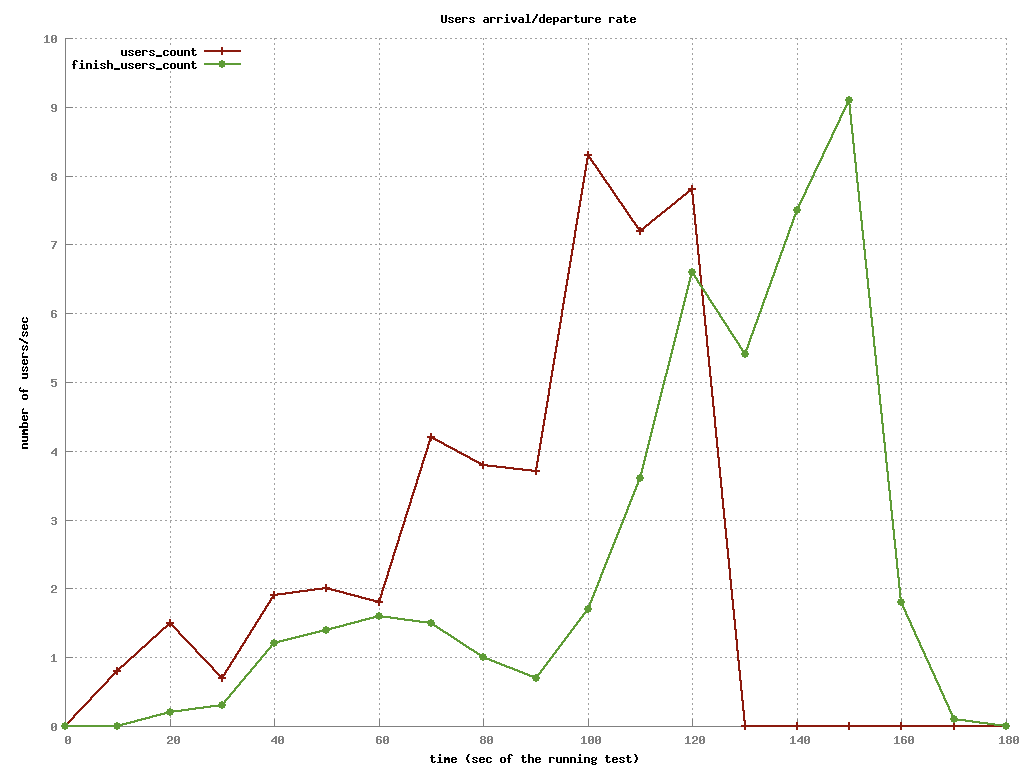 Users arrival/departure rate
users_count
finish_users_count
10
9
8
7
6
5
4
3
2
1
0
number of users/sec
0 20 40 60 80 100 120 140 160 180
time (sec of the running test)